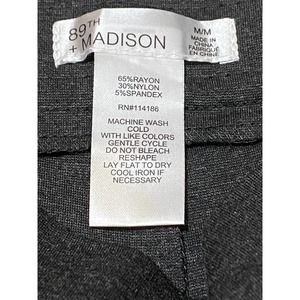 89TH
+ MADISON
M/M
MADE IN
CHINA
FABRIQUÉ
EN CHINE
65%RAYON
30%NYLON
5%SPANDEX
RN#114186
MACHINE WASH
COLD
WITH LIKE COLORS
GENTLE CYCLE
DO NOT BLEACH
RESHAPE
LAY FLAT TO DRY
COOL IRON IF
NECESSARY